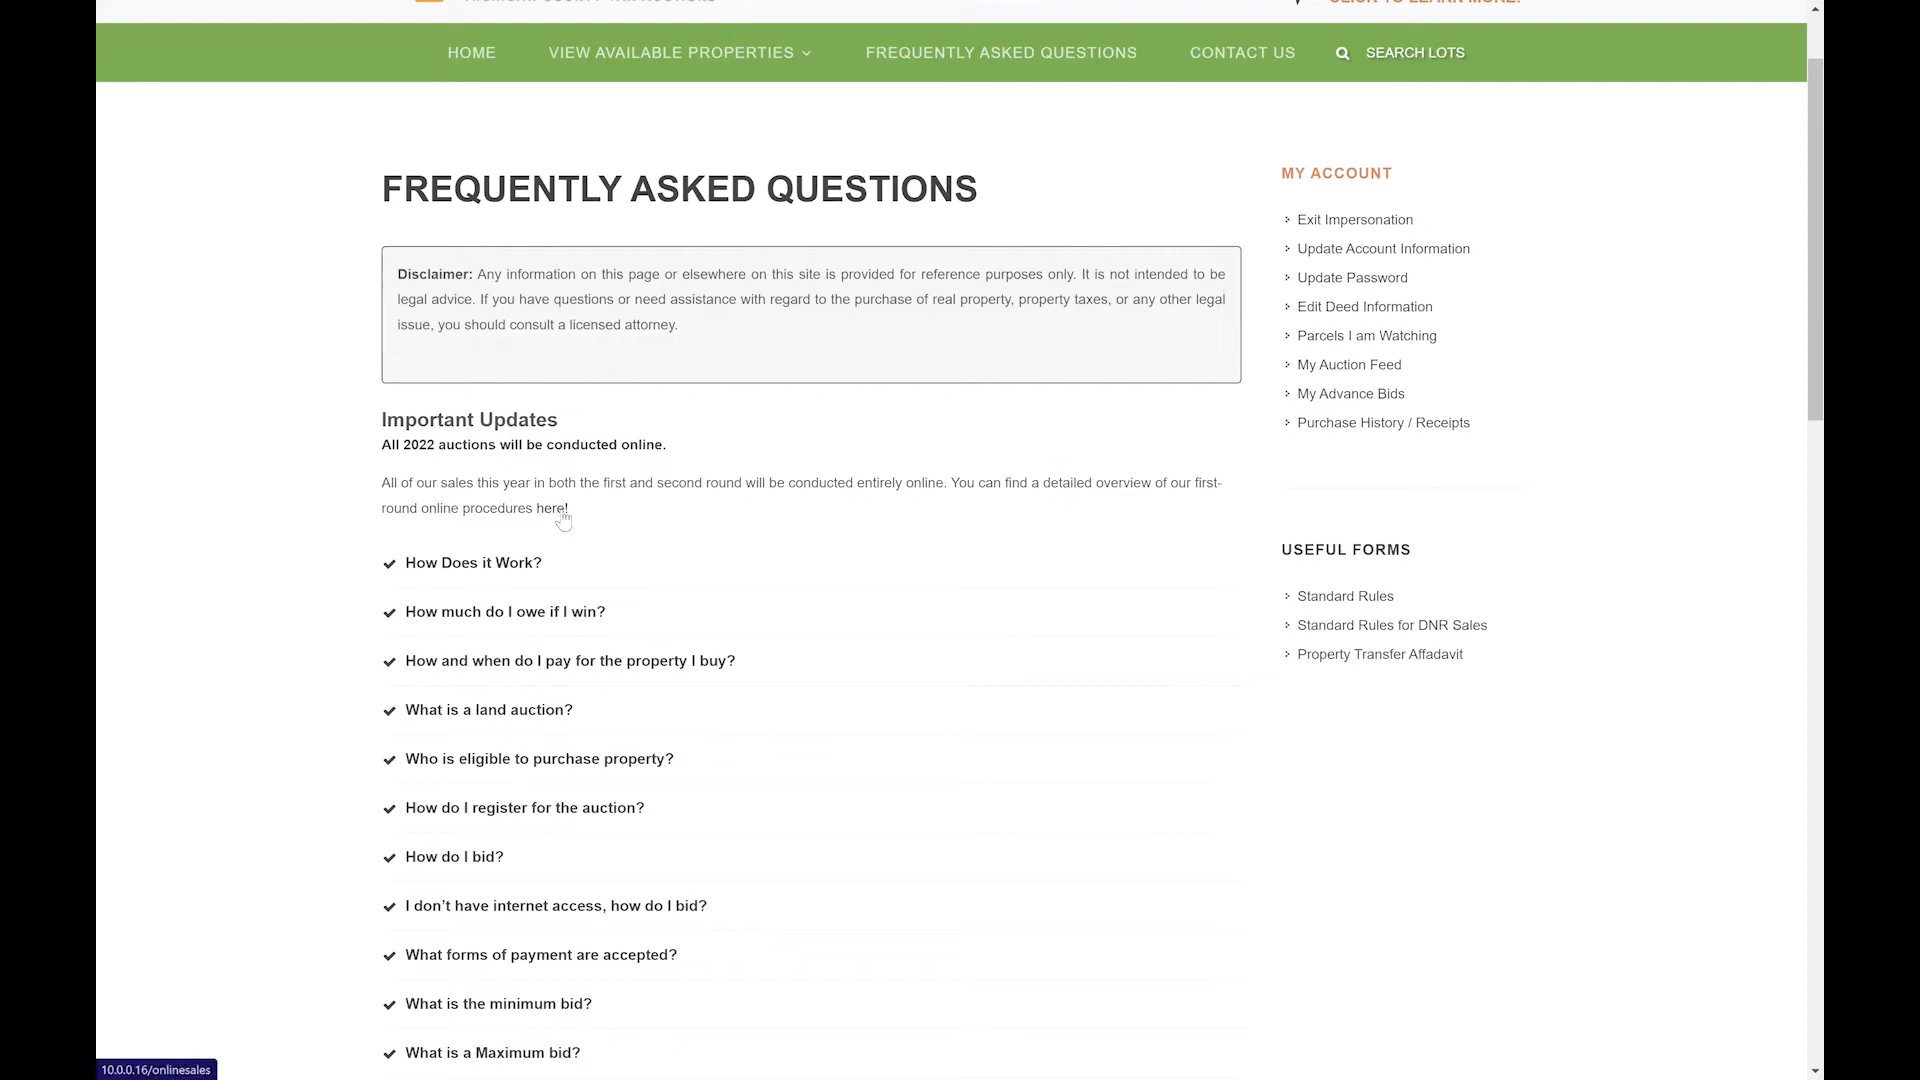 CLICK TO LEARN MORE!
HOME VIEW AVAILABLE PROPERTIES FREQUENTLY ASKED QUESTIONS CONTACT US SEARCH LOTS
FREQUENTLY ASKED QUESTIONS
Disclaimer: Any information on this page or elsewhere on this site is provided for reference purposes only. It is not intended to be
legal advice. If you have questions or need assistance with regard to the purchase of real property, property taxes, or any other legal
issue, you should consult a licensed attorney.
Important Updates
All 2022 auctions will be conducted online.
All of our sales this year in both the first and second round will be conducted entirely online. You can find a detailed overview of our first-
round online procedures here!
How Does it Work?
How much do I owe if I win?
How and when do I pay for the property I buy?
What is a land auction?
Who is eligible to purchase property?
How do I register for the auction?
How do I bid?
I don’t have internet access, how do I bid?
What forms of payment are accepted?
What is the minimum bid?
What is a Maximum bid?
MY ACCOUNT
Exit Impersonation
Update Account Information
Update Password
Edit Deed Information
Parcels I am Watching
My Auction Feed
My Advance Bids
Purchase History / Receipts
USEFUL FORMS
Standard Rules
Standard Rules for DNR Sales
Property Transfer Affadavit
10.0.0.16/onlinesales